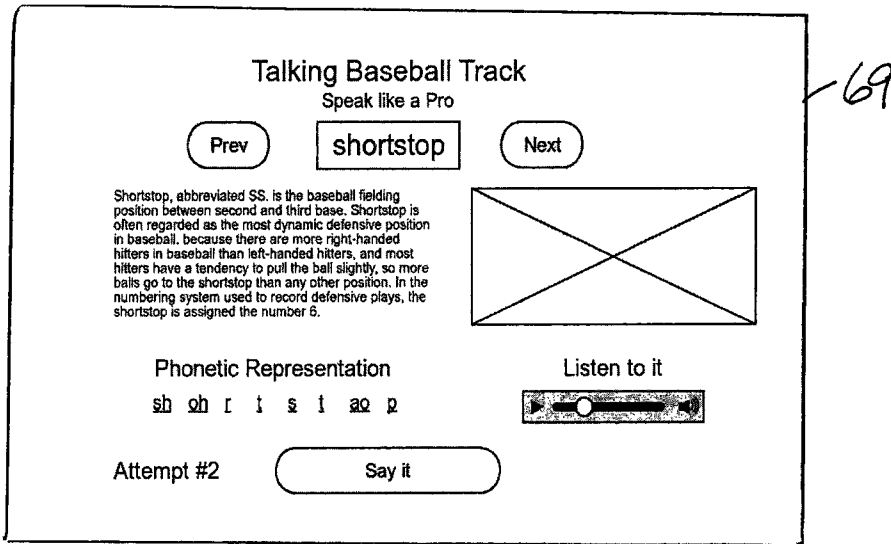 Talking Baseball Track
69
Speak like a Pro
Prev shortstop Next
Shortstop, abbreviated SS. is the baseball fielding
position between second and third base. Shortstop is
often regarded as the most dynamic defensive position
in baseball. because there are more right-handed
hitters in baseball than left-handed hitters, and most
hitters have a tendency to pull the ball slightly, so more
balls go to the shortstop than any other position. In the
numbering system used to record defensive plays, the
shortstop is assigned the number 6.
Phonetic Representation Listen to it
sh oh r t s t ao p
Attempt #2 Say it